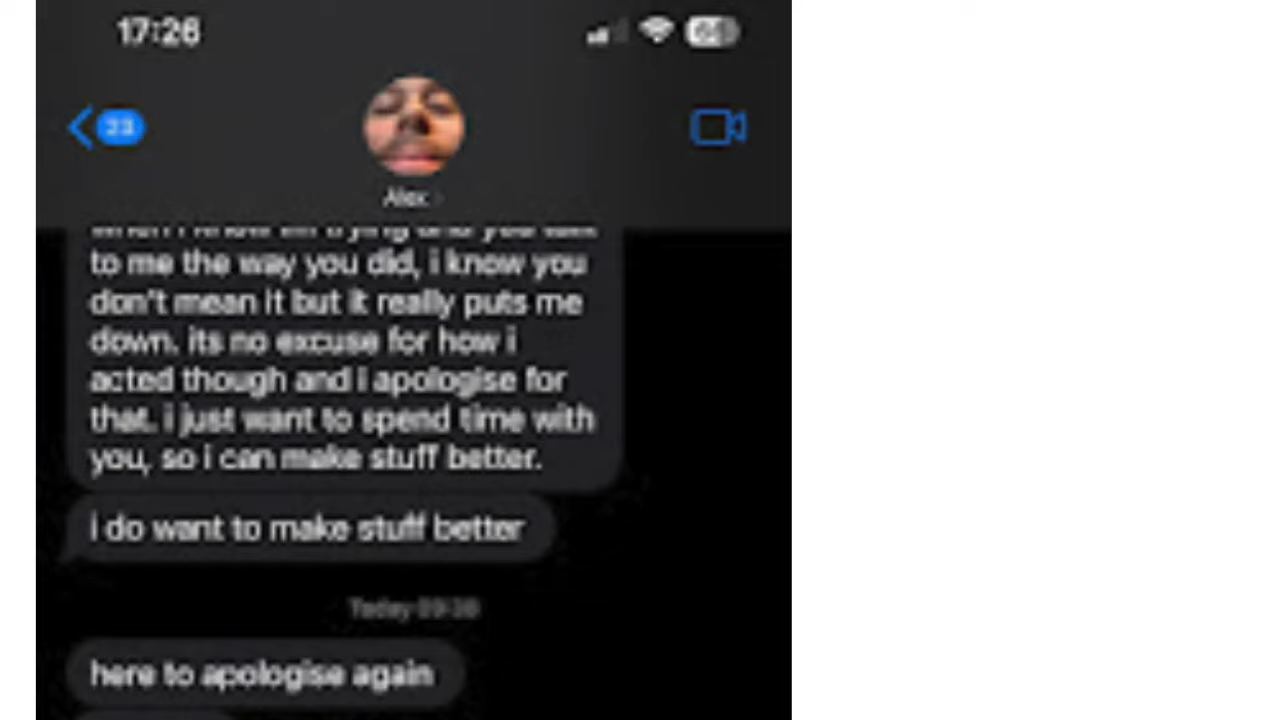 17:26
23
Alex
to me the way you did, i know you
don't mean it but it really puts me
down. its no excuse for how i
acted though and i apologise for
that. i just want to spend time with
you, so i can make stuff better.
i do want to make stuff better
Today
here to apologise again